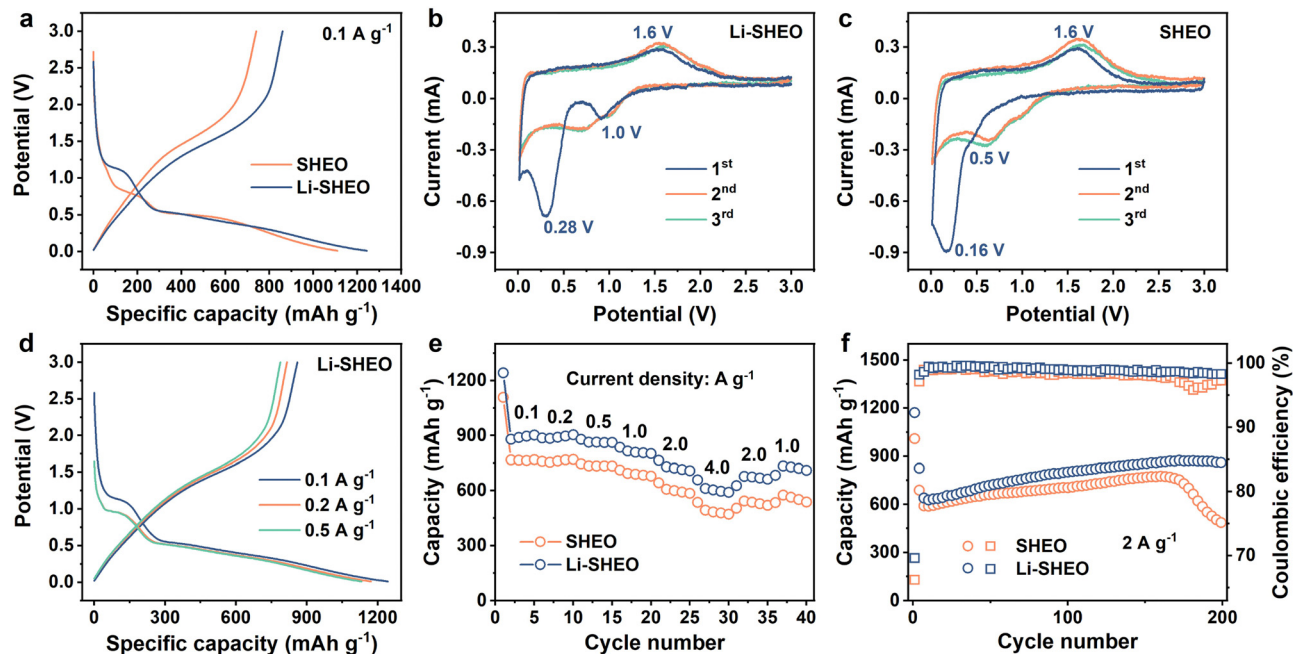 a
0.1 A g⁻¹
SHEO
Li-SHEO
Potential (V)
3.0
2.5
2.0
1.5
1.0
0.5
0.0
0 200 400 600 800 1000 1200 1400
Specific capacity (mAh g⁻¹)
b
1.6 V
Li-SHEO
1.0 V
0.28 V
1ˢᵗ
2ⁿᵈ
3ʳᵈ
Current (mA)
0.3
0.0
-0.3
-0.6
-0.9
0.0 0.5 1.0 1.5 2.0 2.5 3.0
Potential (V)
c
1.6 V
SHEO
0.5 V
0.16 V
1ˢᵗ
2ⁿᵈ
3ʳᵈ
Current (mA)
0.3
0.0
-0.3
-0.6
-0.9
0.0 0.5 1.0 1.5 2.0 2.5 3.0
Potential (V)
d
Li-SHEO
0.1 A g⁻¹
0.2 A g⁻¹
0.5 A g⁻¹
Potential (V)
3.0
2.5
2.0
1.5
1.0
0.5
0.0
0 300 600 900 1200
Specific capacity (mAh g⁻¹)
e
Current density: A g⁻¹
0.1 0.2 0.5 1.0 2.0 4.0 2.0 1.0
SHEO
Li-SHEO
Capacity (mAh g⁻¹)
1200
900
600
300
0
0 5 10 15 20 25 30 35 40
Cycle number
f
SHEO
Li-SHEO
2 A g⁻¹
Capacity (mAh g⁻¹)
1500
1200
900
600
300
0
0 100 200
Cycle number
100
90
80
70
Coulombic efficiency (%)